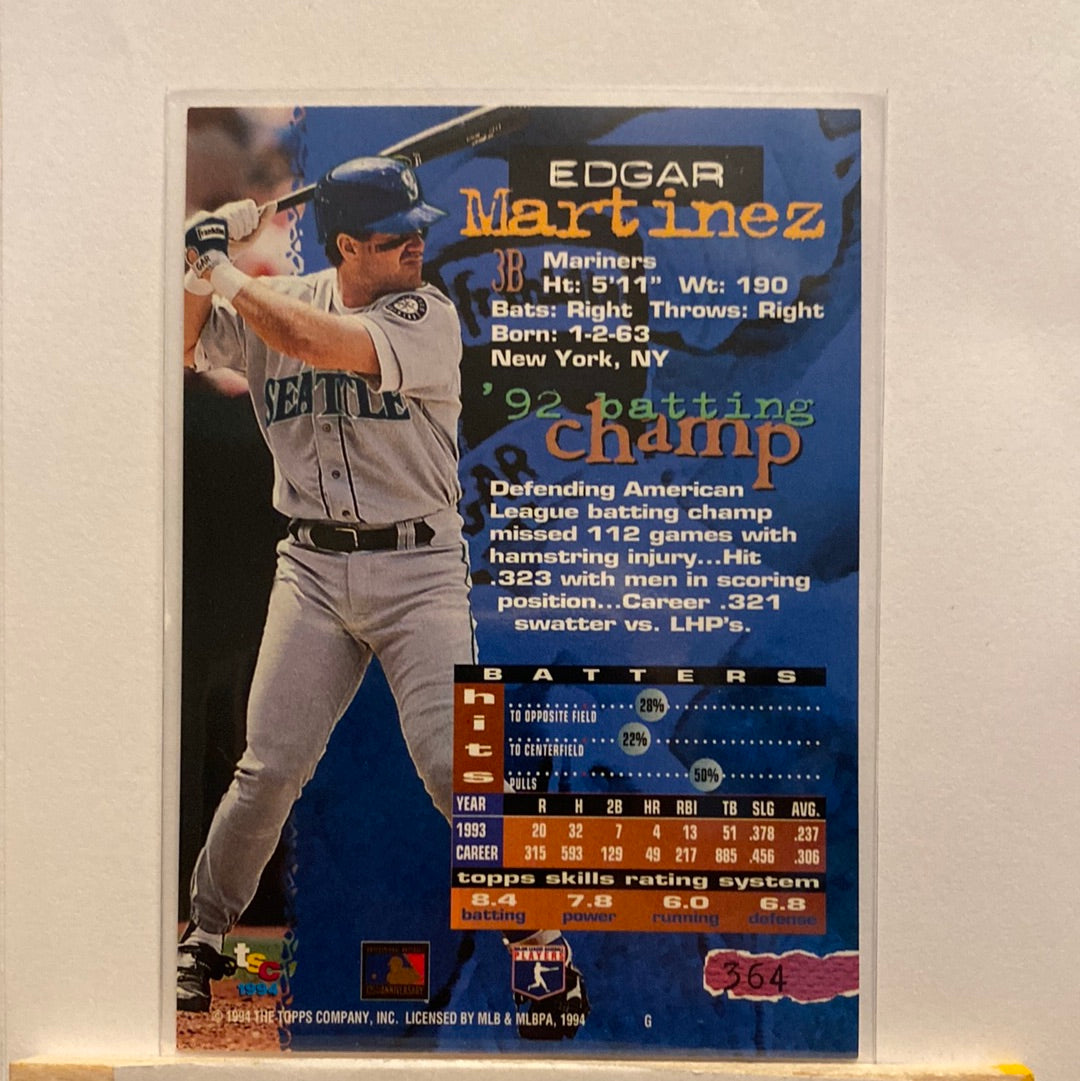 EDGAR
Martinez
3B
Mariners
Ht: 5'11" Wt: 190
Bats: Right Throws: Right
Born: 1-2-63
New York, NY
'92 batting
champ
Defending American
League batting champ
missed 112 games with
hamstring injury...Hit
.323 with men in scoring
position...Career .321
swatter vs. LHP's.
BATTERS
hits
28%
TO OPPOSITE FIELD
22%
TO CENTERFIELD
50%
PULLS
YEAR R H 2B HR RBI TB SLG AVG.
1993 20 32 7 4 13 51 .378 .237
CAREER 315 593 129 49 217 885 .456 .306
topps skills rating system
8.4 7.8 6.0 6.8
batting power running defense
SEATTLE
Franklin
tsc
1994
PLAYERS
364
© 1994 THE TOPPS COMPANY, INC. LICENSED BY MLB & MLBPA, 1994 G